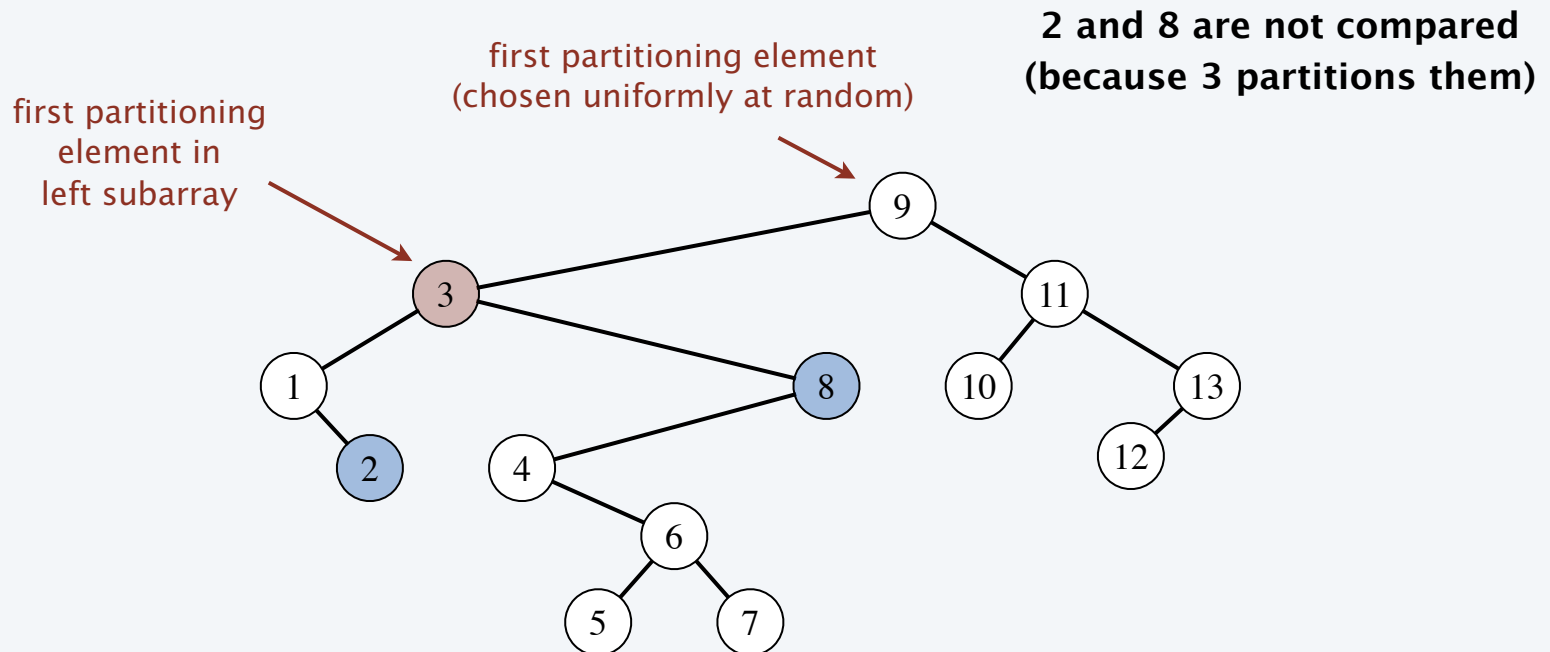 2 and 8 are not compared
(because 3 partitions them)
first partitioning element
(chosen uniformly at random)
first partitioning
element in
left subarray
9
3
11
1
8
10
13
2
4
12
6
5
7